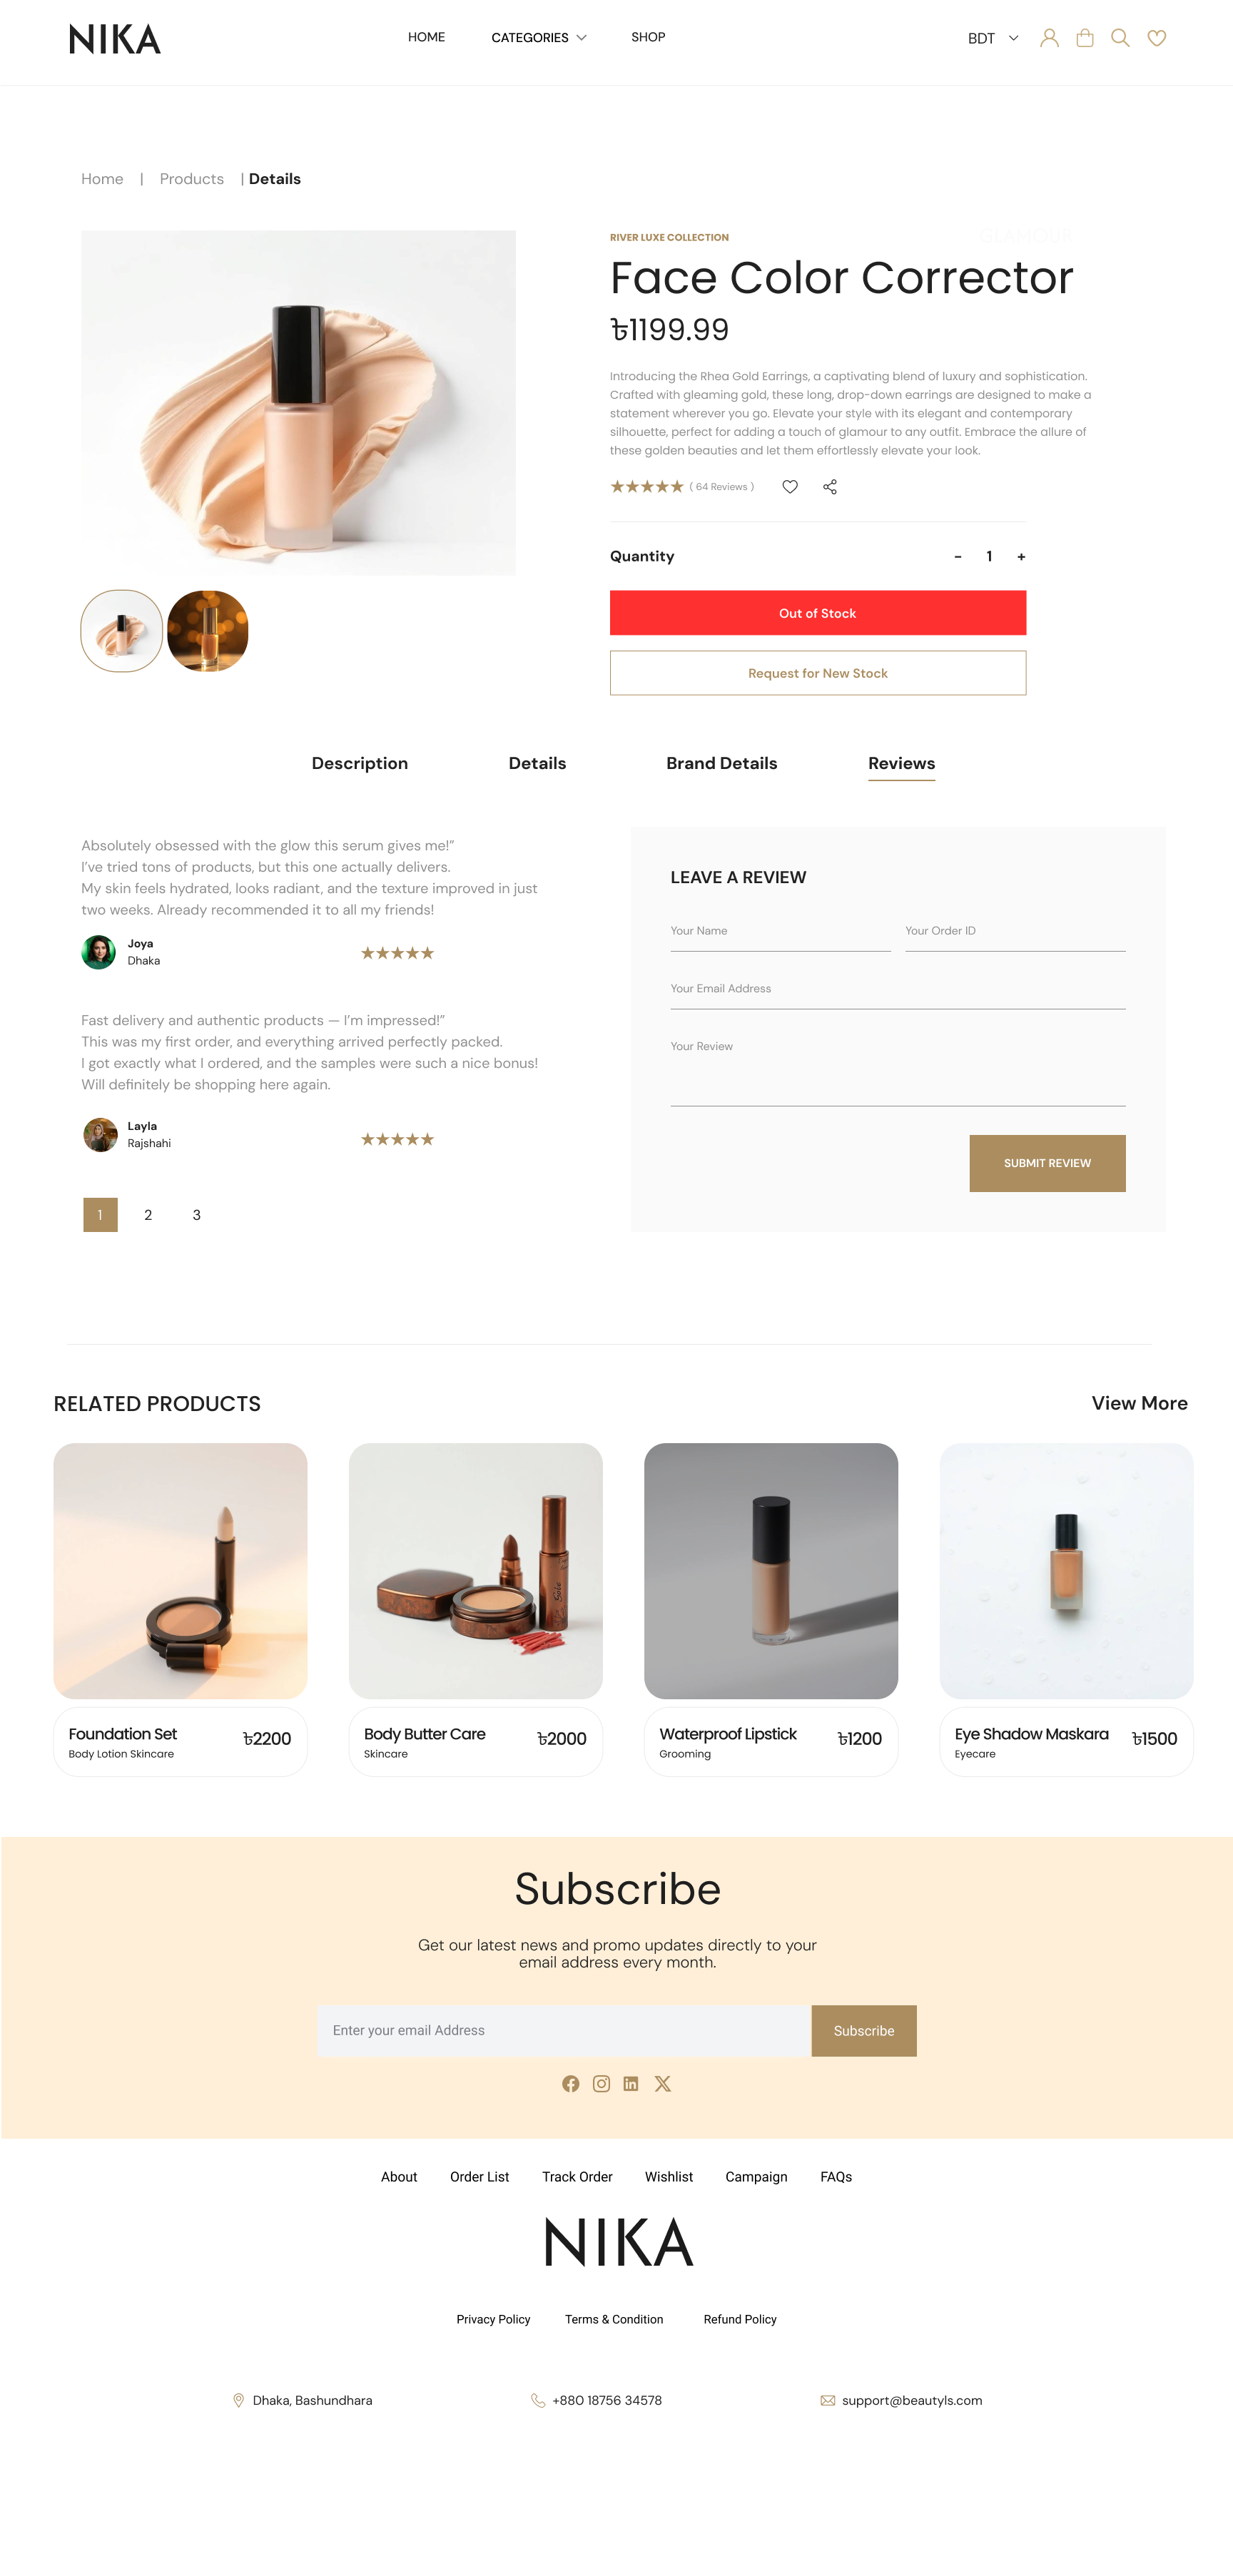 NIKA
HOME CATEGORIES SHOP
BDT
Home | Products | Details
RIVER LUXE COLLECTION
GLAMOUR
Face Color Corrector
৳1199.99
Introducing the Rhea Gold Earrings, a captivating blend of luxury and sophistication.
Crafted with gleaming gold, these long, drop-down earrings are designed to make a
statement wherever you go. Elevate your style with its elegant and contemporary
silhouette, perfect for adding a touch of glamour to any outfit. Embrace the allure of
these golden beauties and let them effortlessly elevate your look.
( 64 Reviews )
Quantity - 1 +
Out of Stock
Request for New Stock
Description Details Brand Details Reviews
Absolutely obsessed with the glow this serum gives me!”
I’ve tried tons of products, but this one actually delivers.
My skin feels hydrated, looks radiant, and the texture improved in just
two weeks. Already recommended it to all my friends!
Joya
Dhaka
Fast delivery and authentic products — I’m impressed!”
This was my first order, and everything arrived perfectly packed.
I got exactly what I ordered, and the samples were such a nice bonus!
Will definitely be shopping here again.
Layla
Rajshahi
1 2 3
LEAVE A REVIEW
Your Name Your Order ID
Your Email Address
Your Review
SUBMIT REVIEW
RELATED PRODUCTS View More
Foundation Set ৳2200
Body Lotion Skincare
Body Butter Care ৳2000
Skincare
Waterproof Lipstick ৳1200
Grooming
Eye Shadow Maskara ৳1500
Eyecare
Subscribe
Get our latest news and promo updates directly to your
email address every month.
Enter your email Address Subscribe
About Order List Track Order Wishlist Campaign FAQs
NIKA
Privacy Policy Terms & Condition Refund Policy
Dhaka, Bashundhara +880 18756 34578 support@beautyls.com